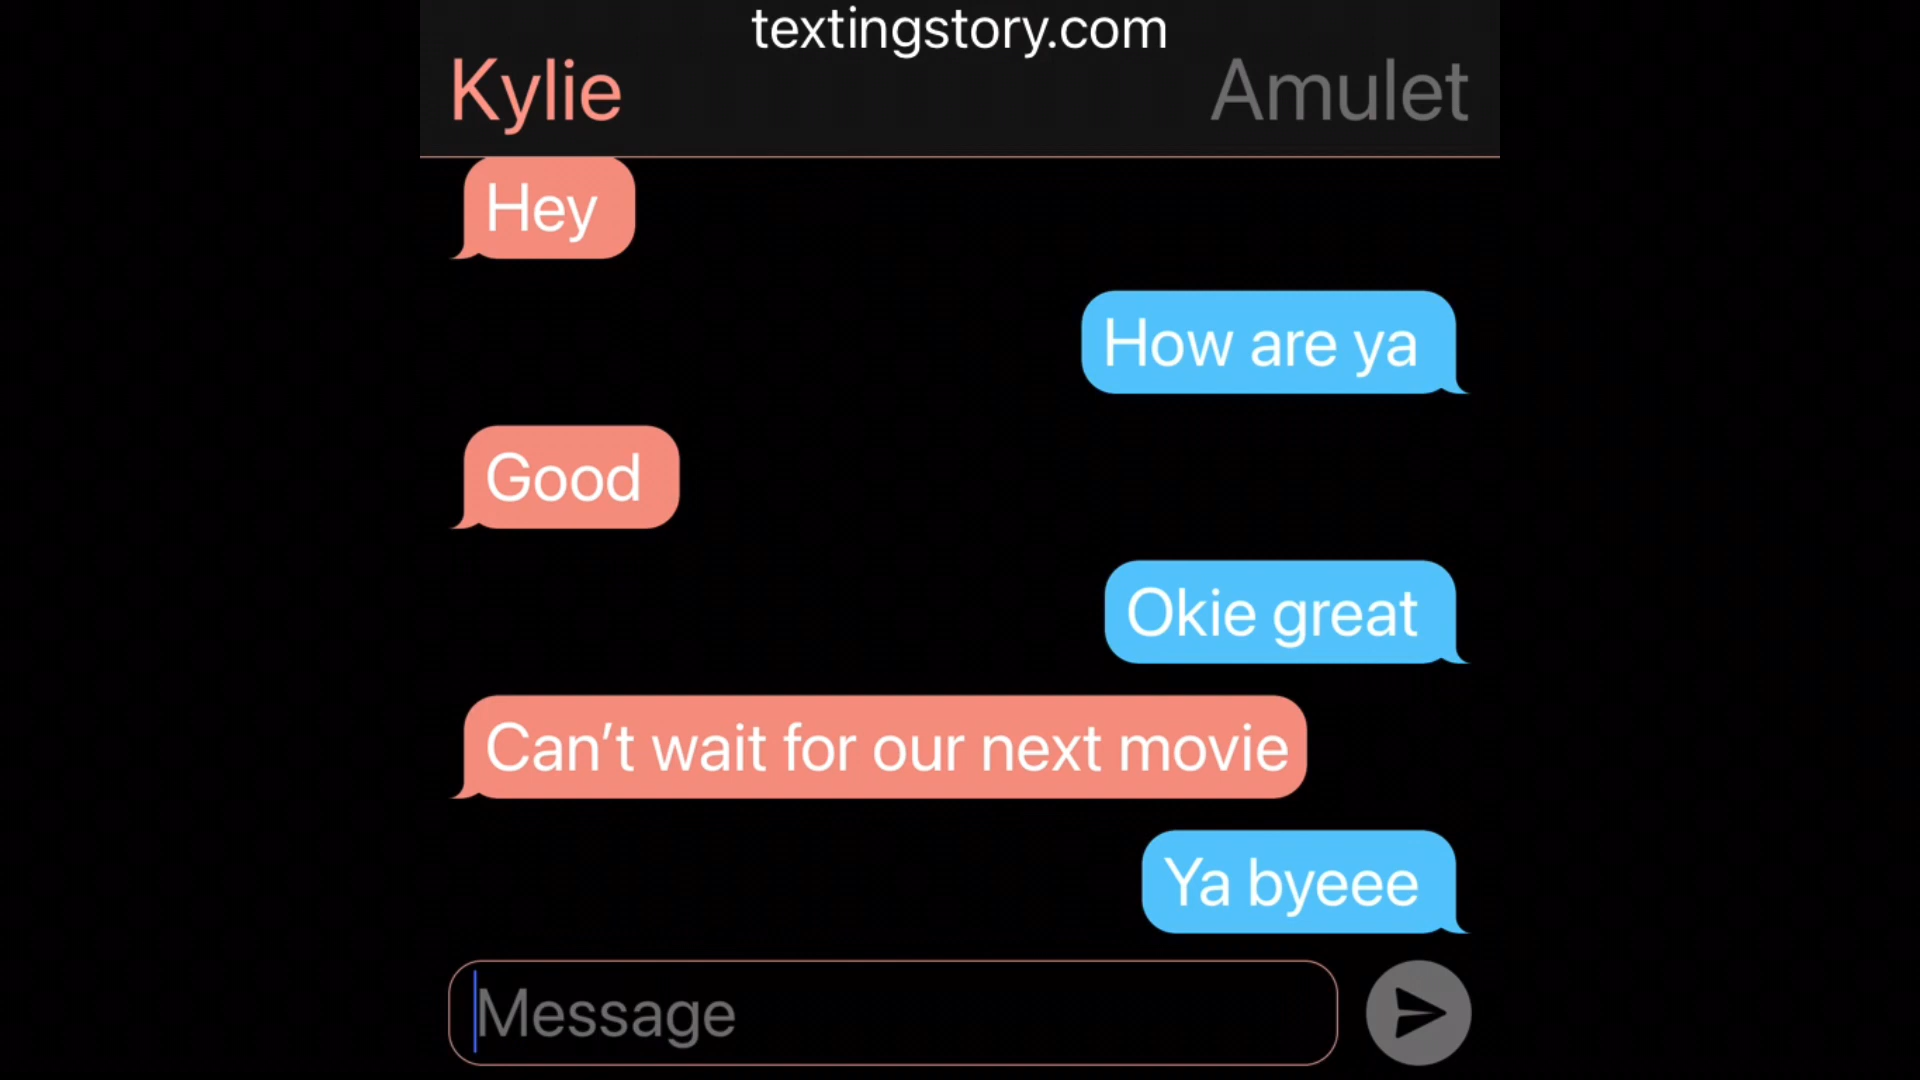 textingstory.com
Kylie
Amulet
Hey
How are ya
Good
Okie great
Can’t wait for our next movie
Ya byeee
Message